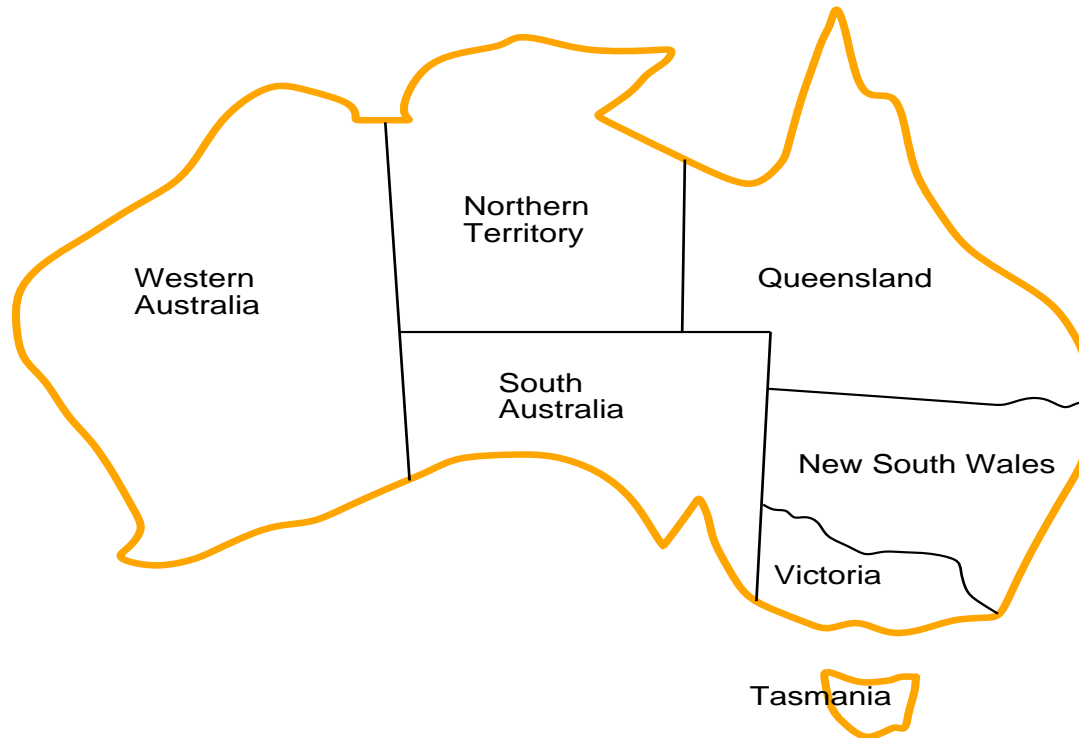 Northern
Territory
Western
Australia
Queensland
South
Australia
New South Wales
Victoria
Tasmania